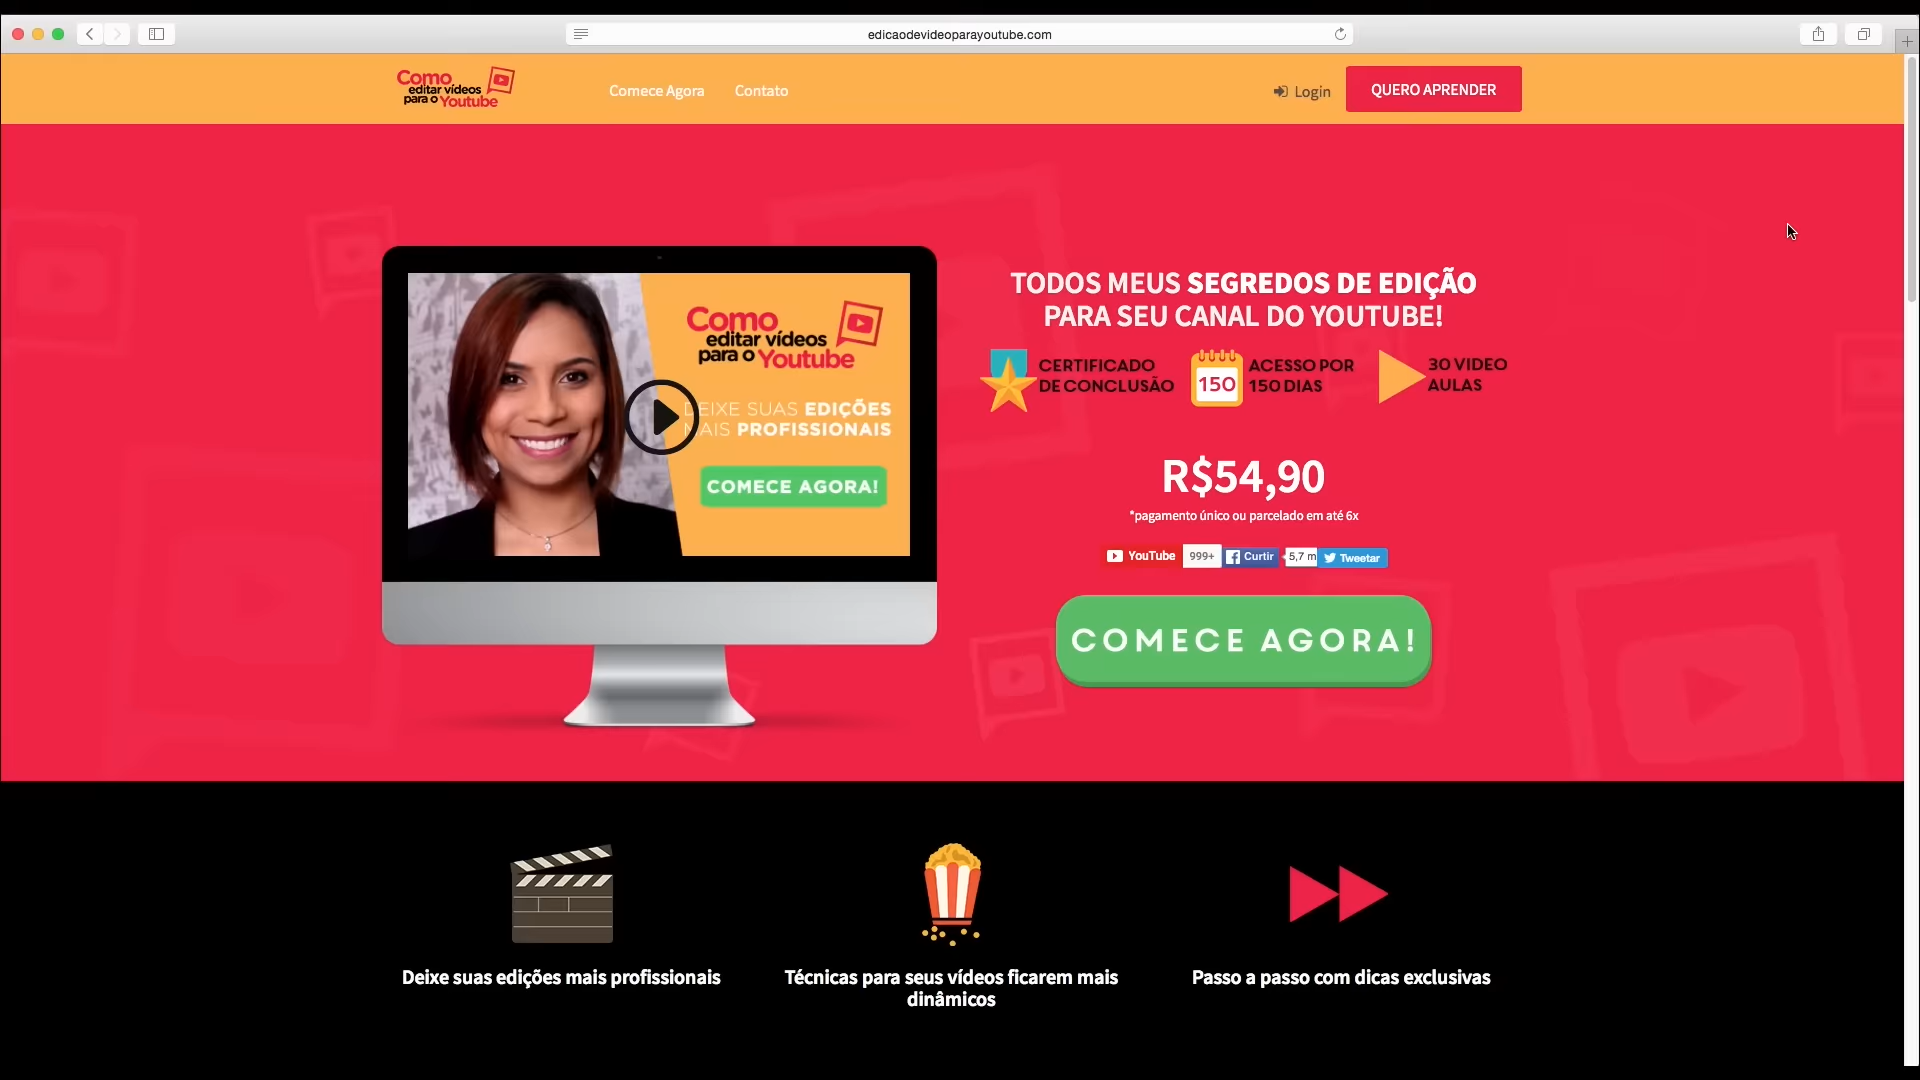 edicaodevideoparayoutube.com
Como
editar vídeos
para o Youtube
Comece Agora
Contato
Login
QUERO APRENDER
Como
editar vídeos
para o Youtube
DEIXE SUAS EDIÇÕES
MAIS PROFISSIONAIS
COMECE AGORA!
TODOS MEUS SEGREDOS DE EDIÇÃO
PARA SEU CANAL DO YOUTUBE!
CERTIFICADO
DE CONCLUSÃO
150
ACESSO POR
150 DIAS
30 VIDEO
AULAS
R$54,90
*pagamento único ou parcelado em até 6x
YouTube 999+ Curtir 5,7 m Tweetar
COMECE AGORA!
Deixe suas edições mais profissionais
Técnicas para seus vídeos ficarem mais
dinâmicos
Passo a passo com dicas exclusivas